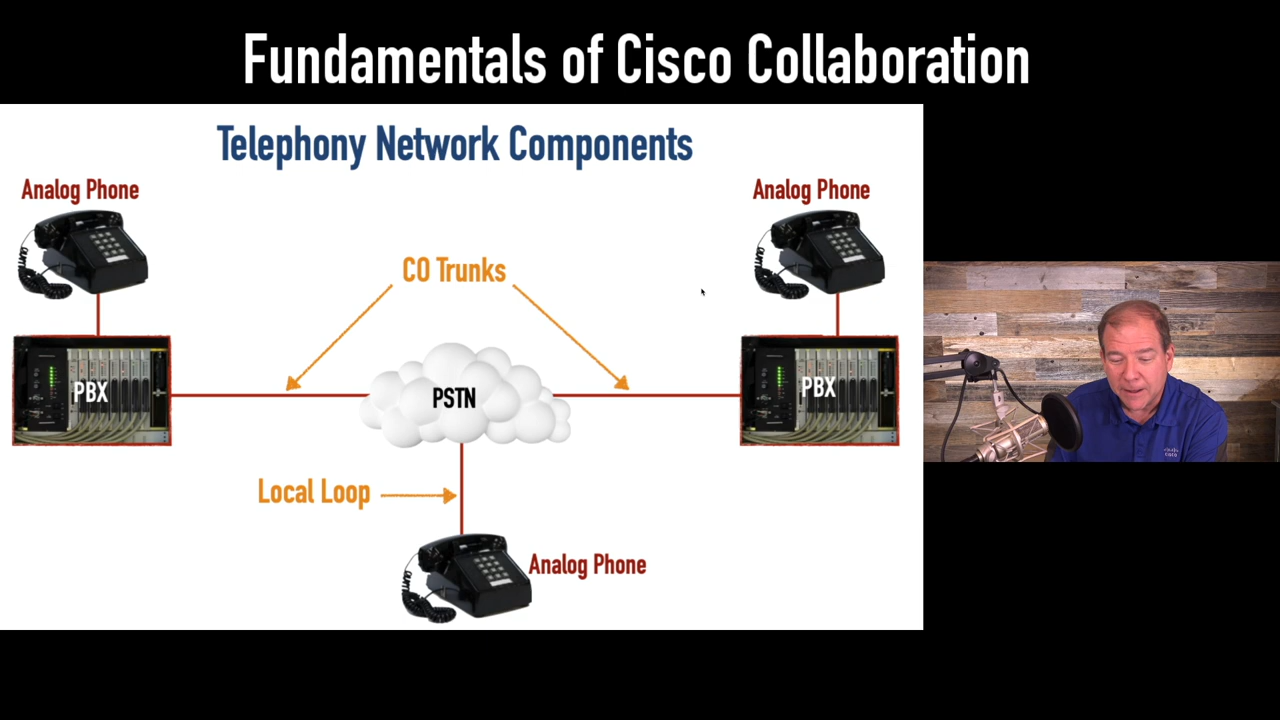 Fundamentals of Cisco Collaboration
Telephony Network Components
Analog Phone
Analog Phone
CO Trunks
PBX
PSTN
PBX
Local Loop
Analog Phone